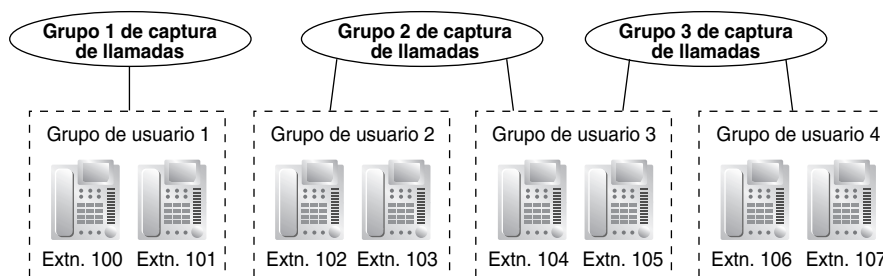 Grupo 1 de captura
de llamadas
Grupo 2 de captura
de llamadas
Grupo 3 de captura
de llamadas
Grupo de usuario 1
Grupo de usuario 2
Grupo de usuario 3
Grupo de usuario 4
Extn. 100 Extn. 101
Extn. 102 Extn. 103
Extn. 104 Extn. 105
Extn. 106 Extn. 107